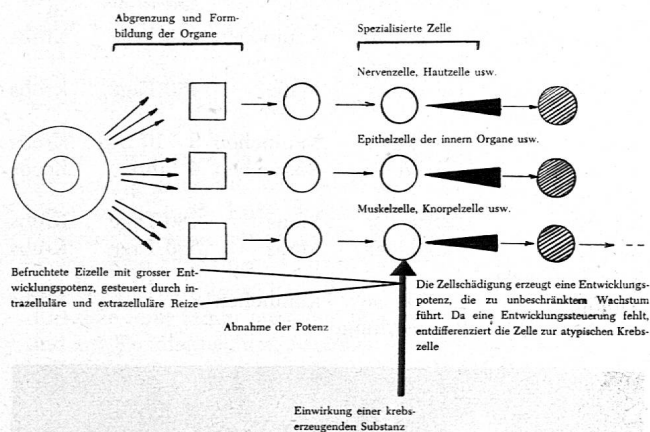 Abgrenzung und Form-
bildung der Organe
Spezialisierte Zelle
Nervenzelle, Hautzelle usw.
Epithelzelle der innern Organe usw.
Muskelzelle, Knorpelzelle usw.
Befruchtete Eizelle mit grosser Ent-
wicklungspotenz, gesteuert durch in-
trazelluläre und extrazelluläre Reize
Abnahme der Potenz
Die Zellschädigung erzeugt eine Entwicklungs-
potenz, die zu unbeschränktem Wachstum
führt. Da eine Entwicklungssteuerung fehlt,
entdifferenziert die Zelle zur atypischen Krebs-
zelle
Einwirkung einer krebs-
erzeugenden Substanz